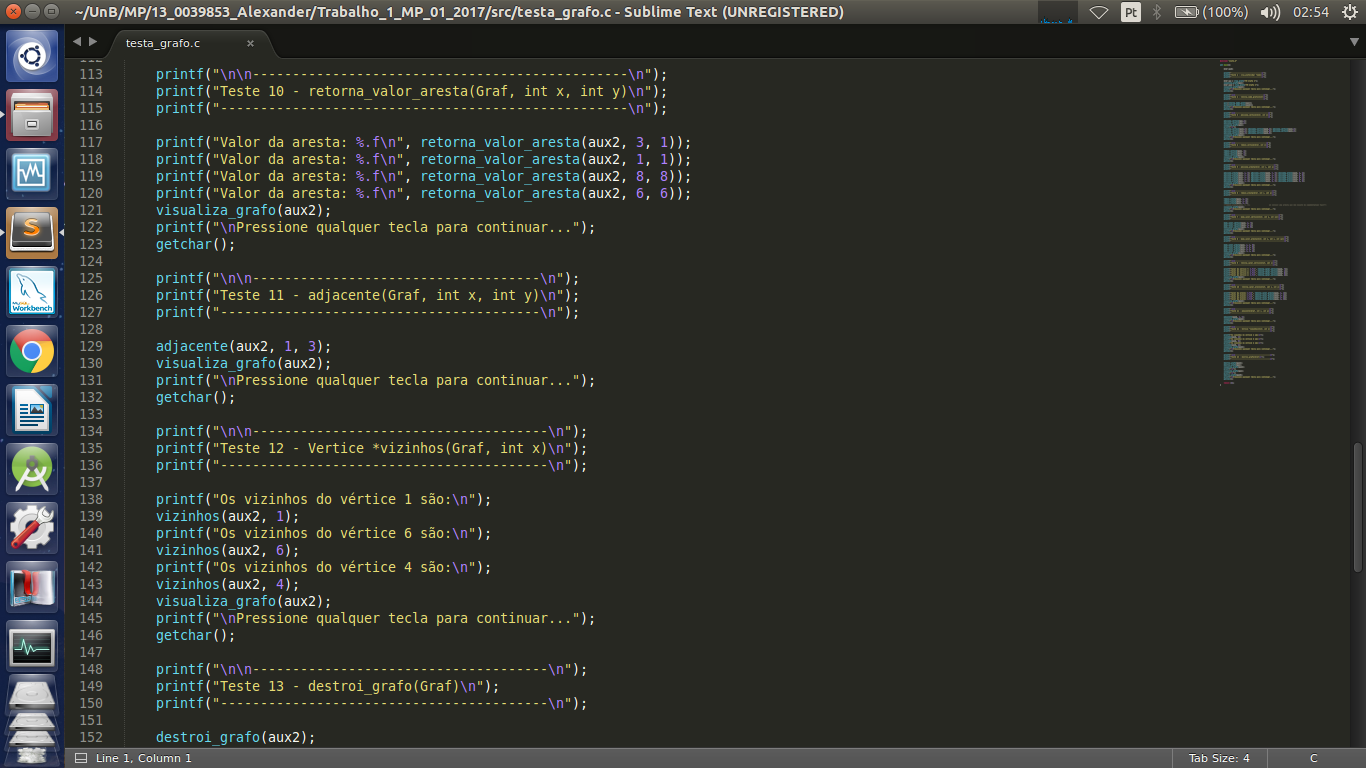 ~/UnB/MP/13_0039853_Alexander/Trabalho_1_MP_01_2017/src/testa_grafo.c - Sublime Text (UNREGISTERED)
Pt (100%) 02:54
testa_grafo.c ×
113 printf("\n\n-----------------------------------------------\n");
114 printf("Teste 10 - retorna_valor_aresta(Graf, int x, int y)\n");
115 printf("---------------------------------------------------\n");
116
117 printf("Valor da aresta: %.f\n", retorna_valor_aresta(aux2, 3, 1));
118 printf("Valor da aresta: %.f\n", retorna_valor_aresta(aux2, 1, 1));
119 printf("Valor da aresta: %.f\n", retorna_valor_aresta(aux2, 8, 8));
120 printf("Valor da aresta: %.f\n", retorna_valor_aresta(aux2, 6, 6));
121 visualiza_grafo(aux2);
122 printf("\nPressione qualquer tecla para continuar...");
123 getchar();
124
125 printf("\n\n------------------------------------\n");
126 printf("Teste 11 - adjacente(Graf, int x, int y)\n");
127 printf("----------------------------------------\n");
128
129 adjacente(aux2, 1, 3);
130 visualiza_grafo(aux2);
131 printf("\nPressione qualquer tecla para continuar...");
132 getchar();
133
134 printf("\n\n-------------------------------------\n");
135 printf("Teste 12 - Vertice *vizinhos(Graf, int x)\n");
136 printf("-----------------------------------------\n");
137
138 printf("Os vizinhos do vértice 1 são:\n");
139 vizinhos(aux2, 1);
140 printf("Os vizinhos do vértice 6 são:\n");
141 vizinhos(aux2, 6);
142 printf("Os vizinhos do vértice 4 são:\n");
143 vizinhos(aux2, 4);
144 visualiza_grafo(aux2);
145 printf("\nPressione qualquer tecla para continuar...");
146 getchar();
147
148 printf("\n\n-------------------------------------\n");
149 printf("Teste 13 - destroi_grafo(Graf)\n");
150 printf("-----------------------------------------\n");
151
152 destroi_grafo(aux2);
MySQL
Workbench
Line 1, Column 1
Tab Size: 4
C